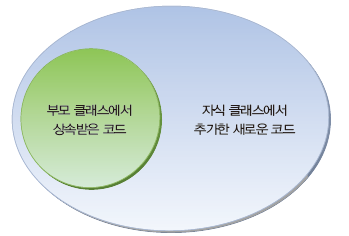 부모 클래스에서
상속받은 코드
자식 클래스에서
추가한 새로운 코드